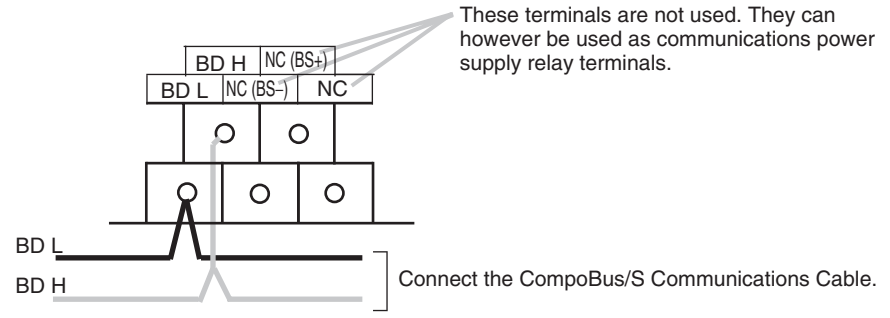 These terminals are not used. They can
however be used as communications power
supply relay terminals.
BD H NC (BS+)
BD L NC (BS–) NC
BD L
BD H
Connect the CompoBus/S Communications Cable.